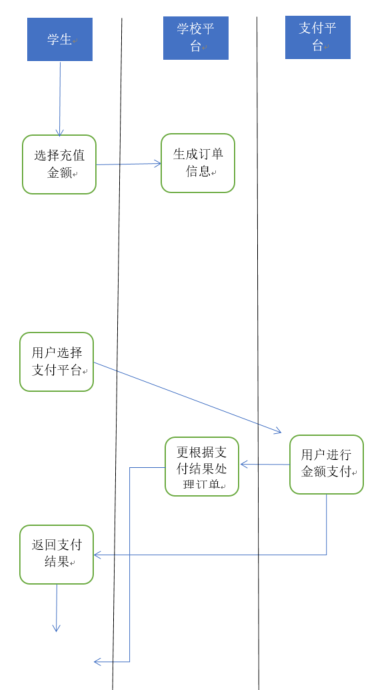 学生
学校平
台
支付平
台
选择充值
金额
生成订单
信息
用户选择
支付平台
更根据支
付结果处
理订单
用户进行
金额支付
返回支付
结果